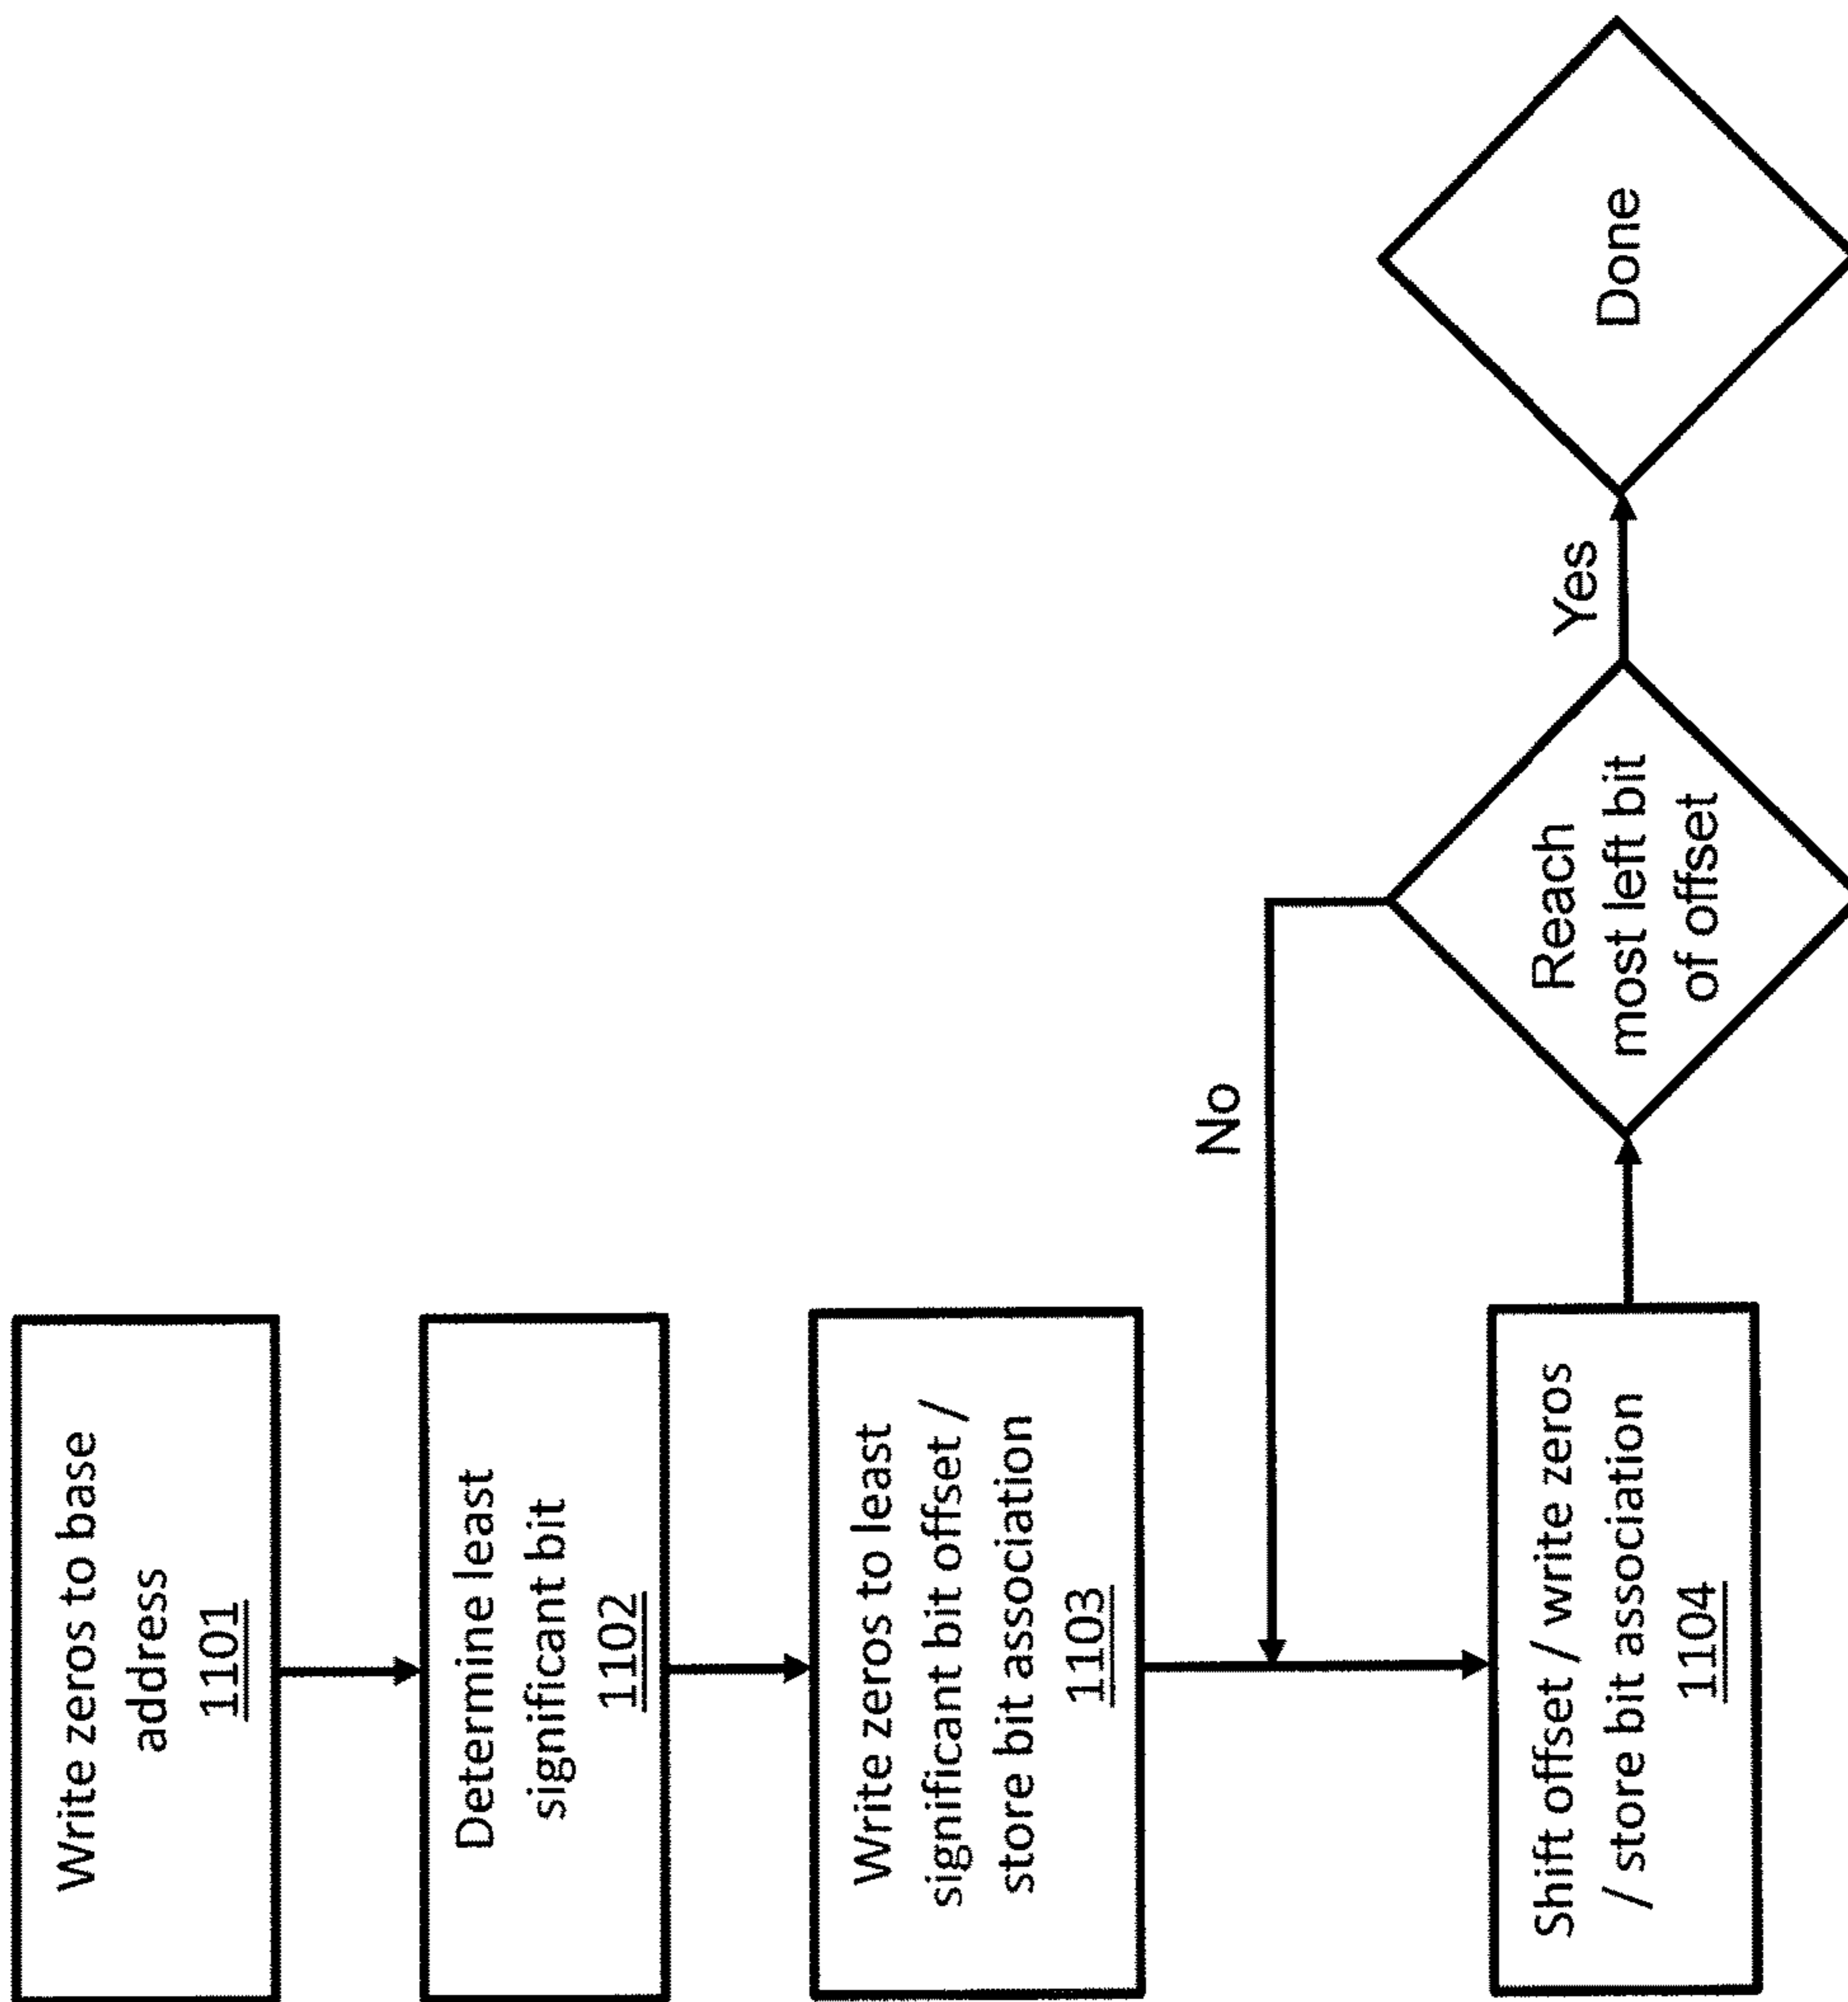 Write zeros to base
address
1101
Determine least
significant bit
1102
Write zeros to least
significant bit offset /
store bit association
1103
No
Shift offset / write zeros
/ store bit association
1104
Reach
most left bit
of offset
Yes
Done